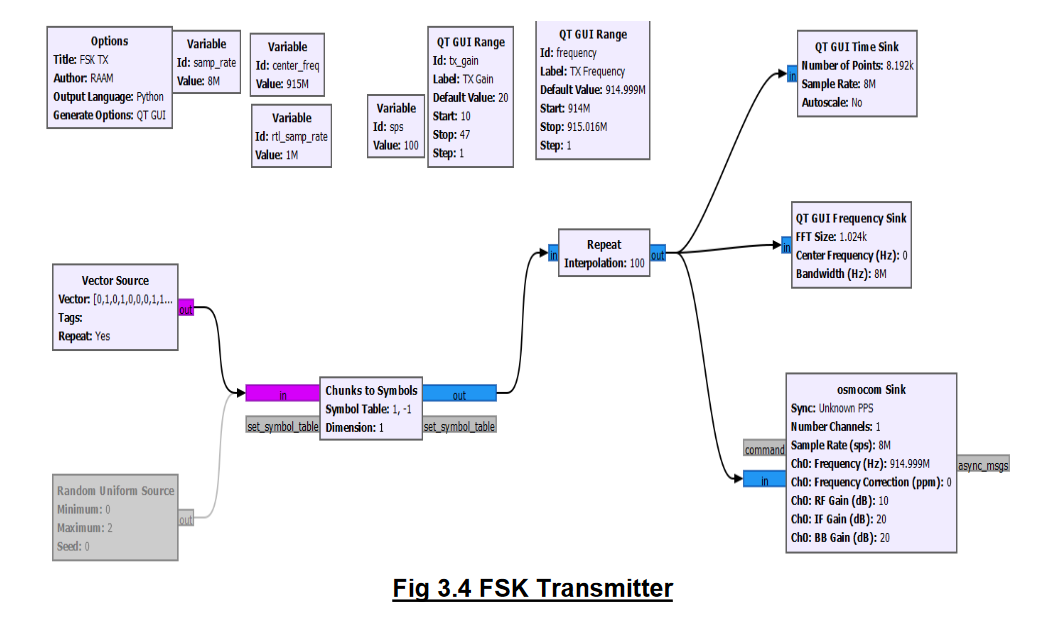 Options
Title: FSK TX
Author: RAAM
Output Language: Python
Generate Options: QT GUI
Variable
Id: samp_rate
Value: 8M
Variable
Id: center_freq
Value: 915M
Variable
Id: rtl_samp_rate
Value: 1M
Variable
Id: sps
Value: 100
QT GUI Range
Id: tx_gain
Label: TX Gain
Default Value: 20
Start: 10
Stop: 47
Step: 1
QT GUI Range
Id: frequency
Label: TX Frequency
Default Value: 914.999M
Start: 914M
Stop: 915.016M
Step: 1
QT GUI Time Sink
Number of Points: 8.192k
Sample Rate: 8M
Autoscale: No
in
QT GUI Frequency Sink
FFT Size: 1.024k
Center Frequency (Hz): 0
Bandwidth (Hz): 8M
in
Repeat
Interpolation: 100
in
out
Vector Source
Vector: [0,1,0,1,0,0,0,1,1...
Tags:
Repeat: Yes
out
Chunks to Symbols
Symbol Table: 1, -1
Dimension: 1
in
out
set_symbol_table
set_symbol_table
Random Uniform Source
Minimum: 0
Maximum: 2
Seed: 0
out
osmocom Sink
Sync: Unknown PPS
Number Channels: 1
Sample Rate (sps): 8M
Ch0: Frequency (Hz): 914.999M
Ch0: Frequency Correction (ppm): 0
Ch0: RF Gain (dB): 10
Ch0: IF Gain (dB): 20
Ch0: BB Gain (dB): 20
command
in
async_msgs
Fig 3.4 FSK Transmitter